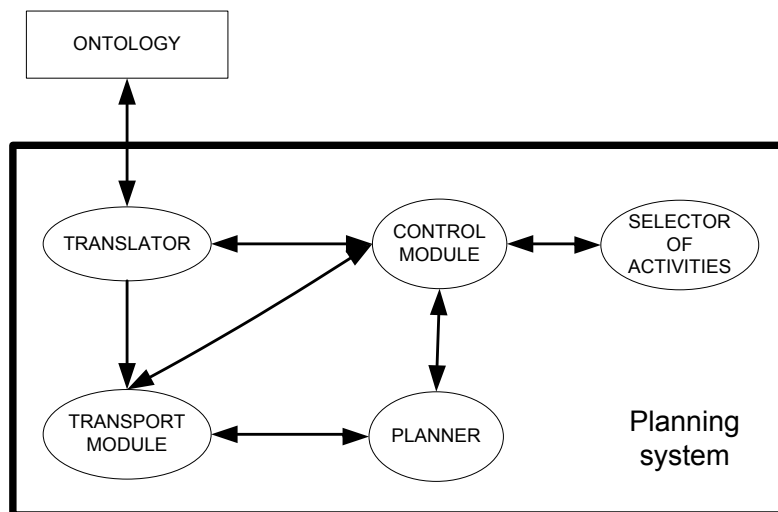 ONTOLOGY
TRANSLATOR
CONTROL
MODULE
SELECTOR
OF
ACTIVITIES
TRANSPORT
MODULE
PLANNER
Planning
system